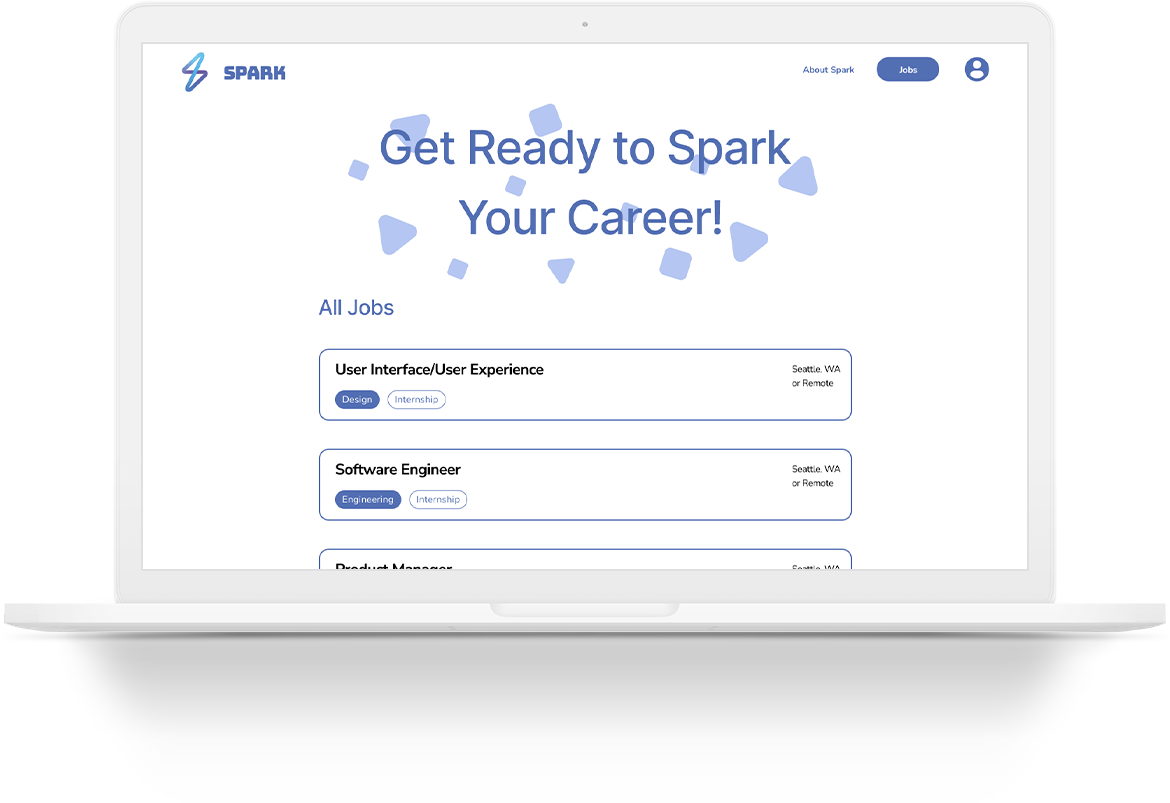 SPARK
About Spark
Jobs
Get Ready to Spark
Your Career!
All Jobs
User Interface/User Experience
Seattle, WA
or Remote
Design
Internship
Software Engineer
Seattle, WA
or Remote
Engineering
Internship
Product Manager
Seattle, WA